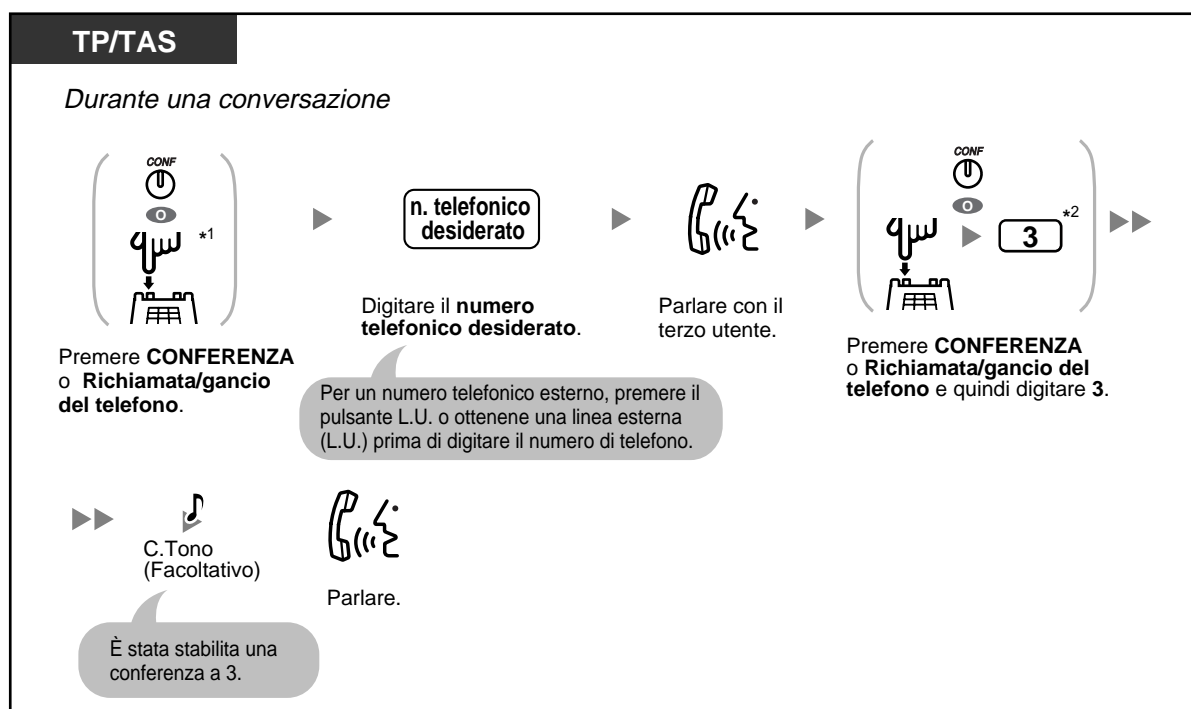 TP/TAS
Durante una conversazione
CONF
O
*1
n. telefonico
desiderato
CONF
O
3
*2
Premere CONFERENZA
o Richiamata/gancio
del telefono.
Digitare il numero
telefonico desiderato.
Parlare con il
terzo utente.
Premere CONFERENZA
o Richiamata/gancio del
telefono e quindi digitare 3.
Per un numero telefonico esterno, premere il
pulsante L.U. o ottenene una linea esterna
(L.U.) prima di digitare il numero di telefono.
C.Tono
(Facoltativo)
Parlare.
È stata stabilita una
conferenza a 3.